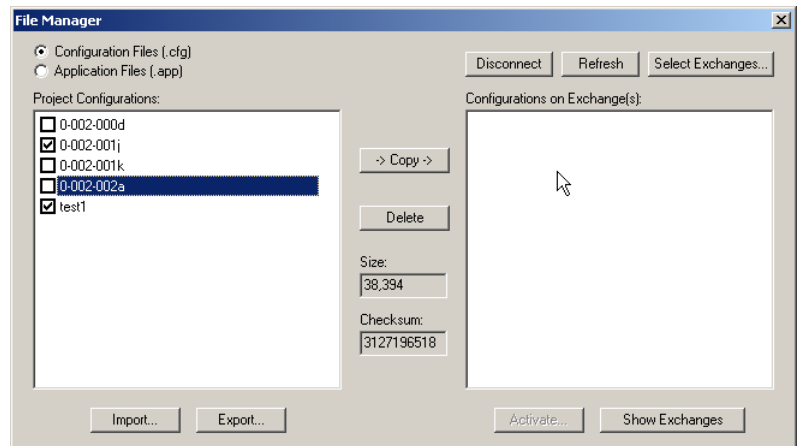 File Manager
Configuration Files (.cfg)
Application Files (.app)
Disconnect Refresh Select Exchanges...
Project Configurations: Configurations on Exchange(s):
0-002-000d
0-002-001j
0-002-001k
0-002-002a
test1
-> Copy ->
Delete
Size:
38,394
Checksum:
3127196518
Import... Export... Activate... Show Exchanges